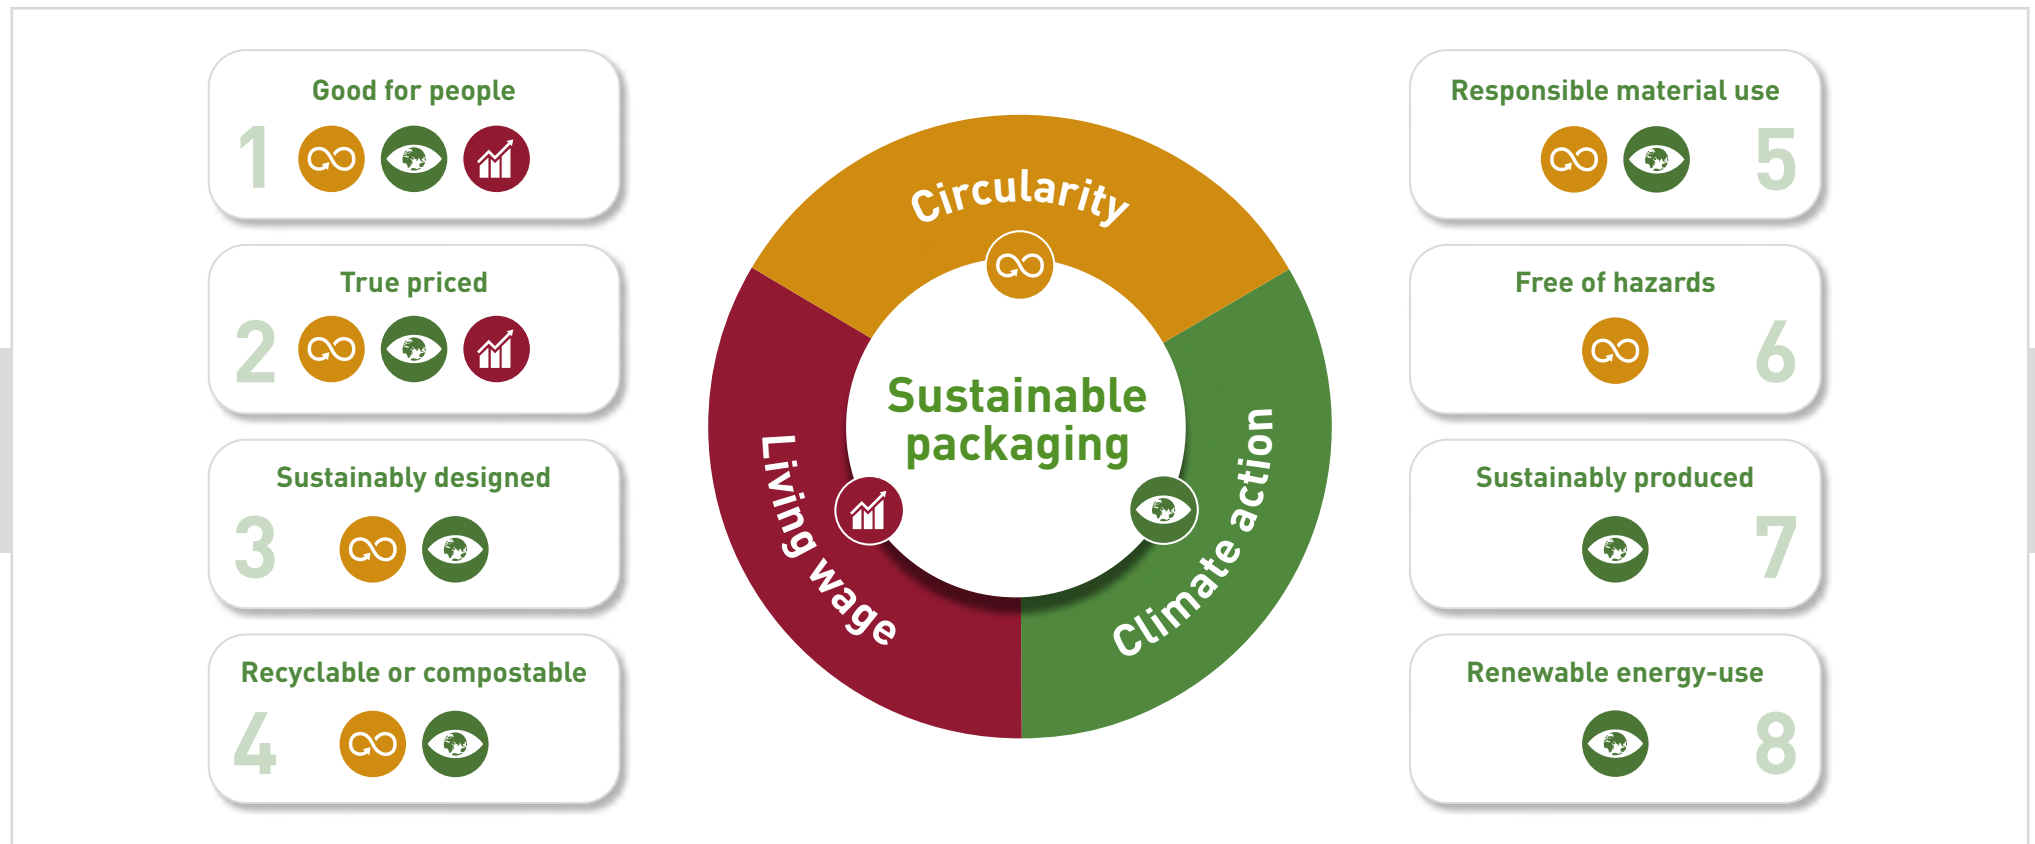 Good for people
1
True priced
2
Sustainably designed
3
Recyclable or compostable
4
Circularity
Living wage
Climate action
Sustainable
packaging
Responsible material use
5
Free of hazards
6
Sustainably produced
7
Renewable energy-use
8